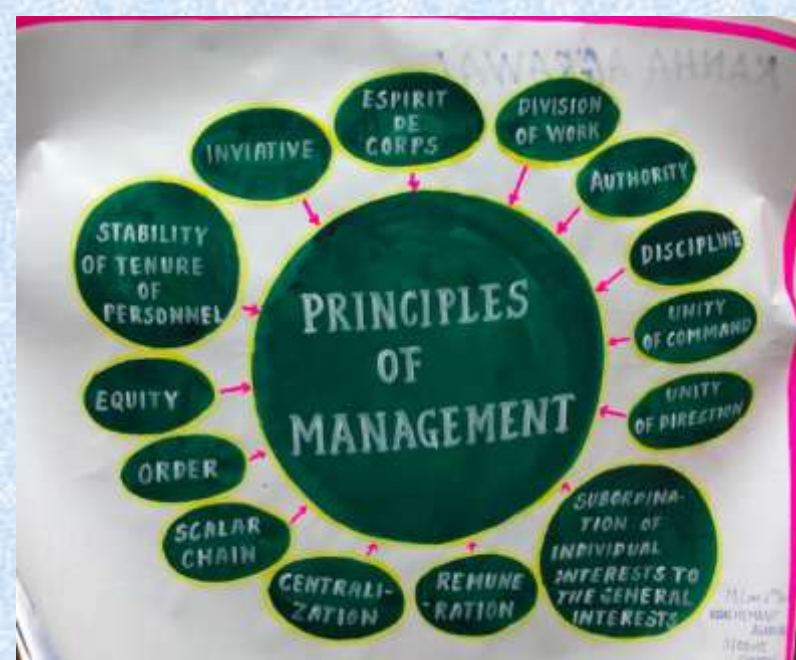 PRINCIPLES
OF
MANAGEMENT
ESPIRIT
DE
CORPS
DIVISION
OF WORK
AUTHORITY
DISCIPLINE
UNITY
OF COMMAND
UNITY
OF DIRECTION
SUBORDINA-
TION OF
INDIVIDUAL
INTERESTS TO
THE GENERAL
INTERESTS
REMUNE
-RATION
CENTRALI-
ZATION
SCALAR
CHAIN
ORDER
EQUITY
STABILITY
OF TENURE
OF
PERSONNEL
INVIATIVE
KANHA AGRAWAL